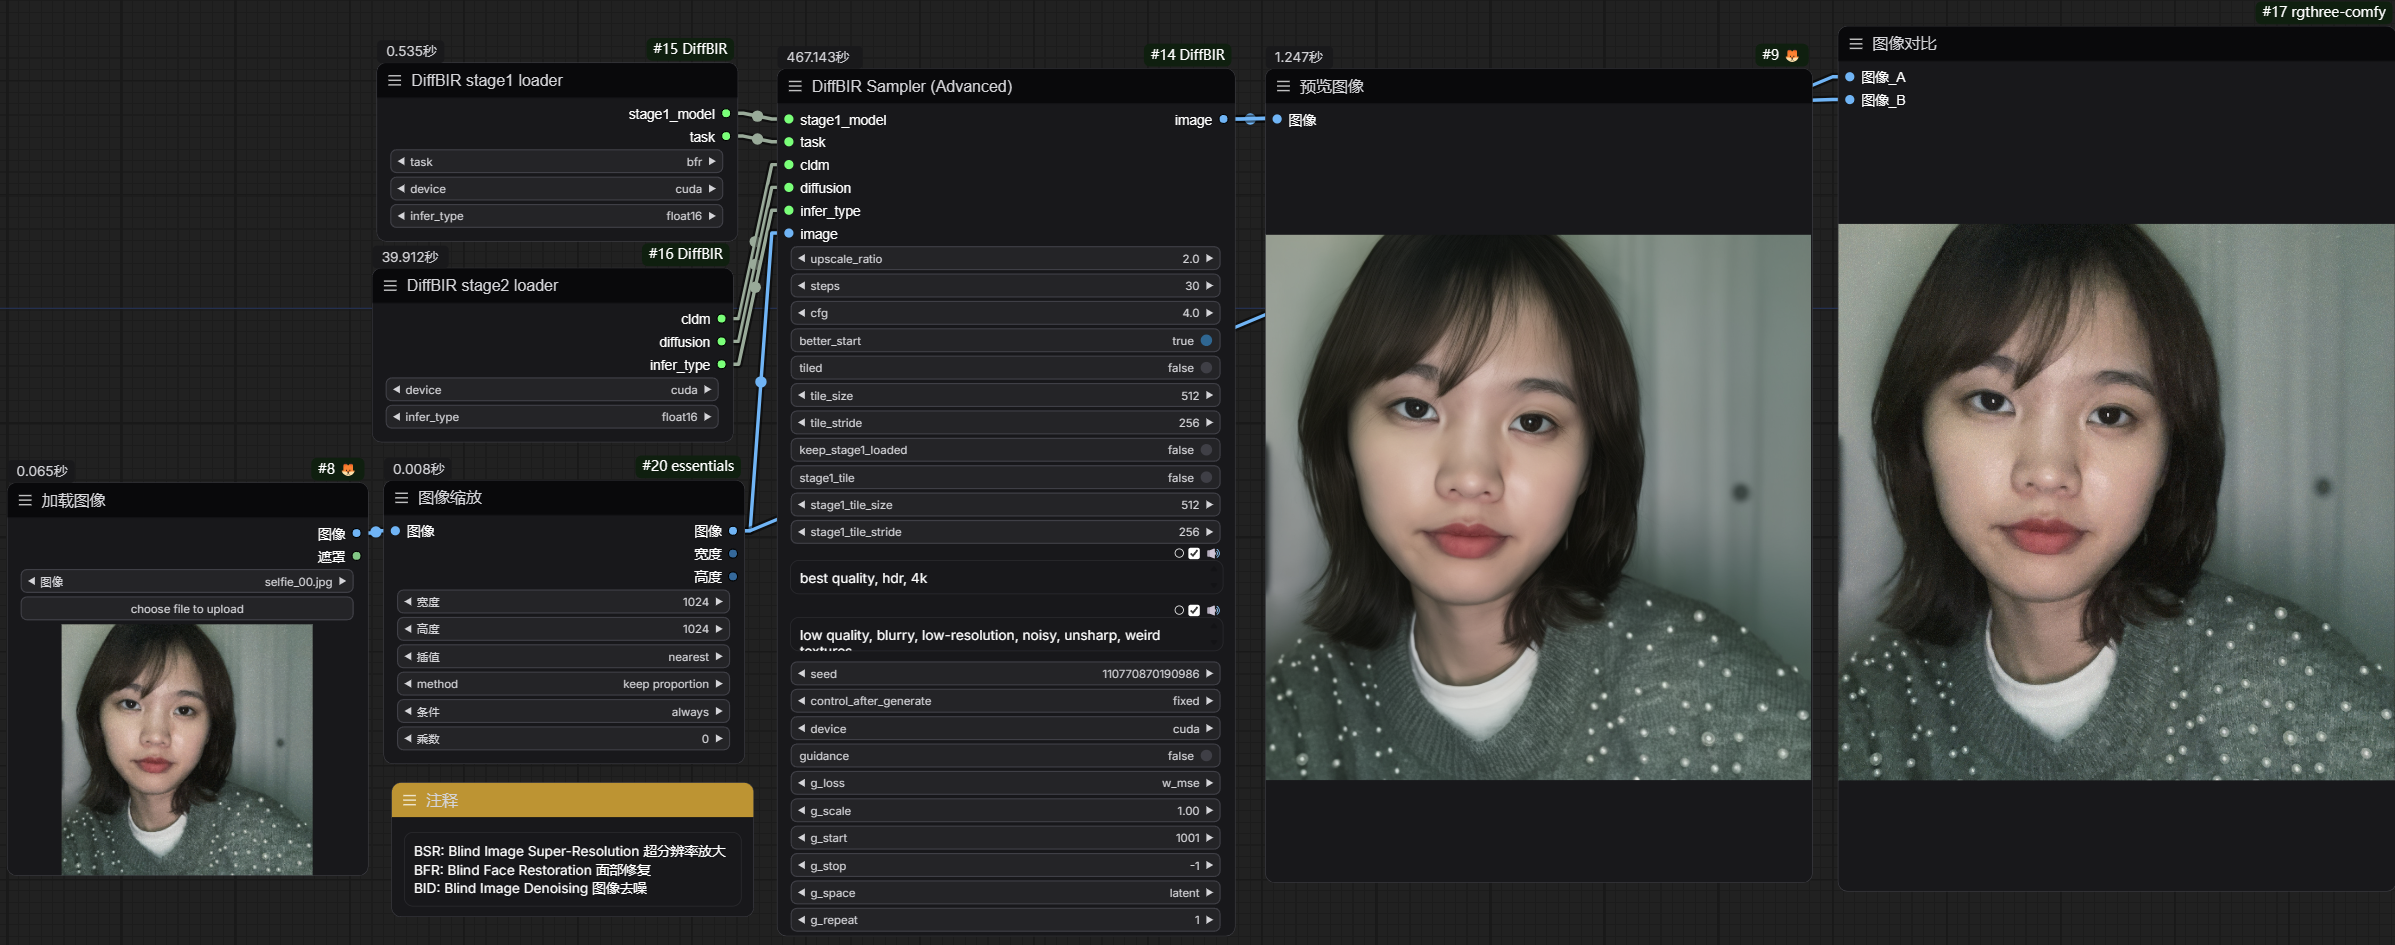 #17 rgthree-comfy
图像对比
图像_A
图像_B
0.535秒
#15 DiffBIR
DiffBIR stage1 loader
stage1_model
task
task bfr
device cuda
infer_type float16
39.912秒
#16 DiffBIR
DiffBIR stage2 loader
cldm
diffusion
infer_type
device cuda
infer_type float16
0.065秒
#8
加载图像
图像
遮罩
图像 selfie_00.jpg
choose file to upload
0.008秒
#20 essentials
图像缩放
图像 图像
宽度
高度
宽度 1024
高度 1024
插值 nearest
method keep proportion
条件 always
乘数 0
注释
BSR: Blind Image Super-Resolution 超分辨率放大
BFR: Blind Face Restoration 面部修复
BID: Blind Image Denoising 图像去噪
467.143秒
#14 DiffBIR
DiffBIR Sampler (Advanced)
stage1_model image
task
cldm
diffusion
infer_type
image
upscale_ratio 2.0
steps 30
cfg 4.0
better_start true
tiled false
tile_size 512
tile_stride 256
keep_stage1_loaded false
stage1_tile false
stage1_tile_size 512
stage1_tile_stride 256
best quality, hdr, 4k
low quality, blurry, low-resolution, noisy, unsharp, weird
textures
seed 110770870190986
control_after_generate fixed
device cuda
guidance false
g_loss w_mse
g_scale 1.00
g_start 1001
g_stop -1
g_space latent
g_repeat 1
1.247秒
#9
预览图像
图像